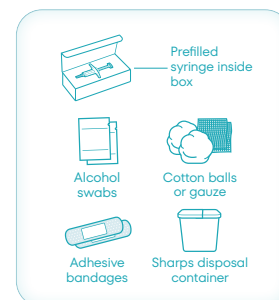 Prefilled
syringe inside
box
Alcohol
swabs
Cotton balls
or gauze
Adhesive
bandages
Sharps disposal
container